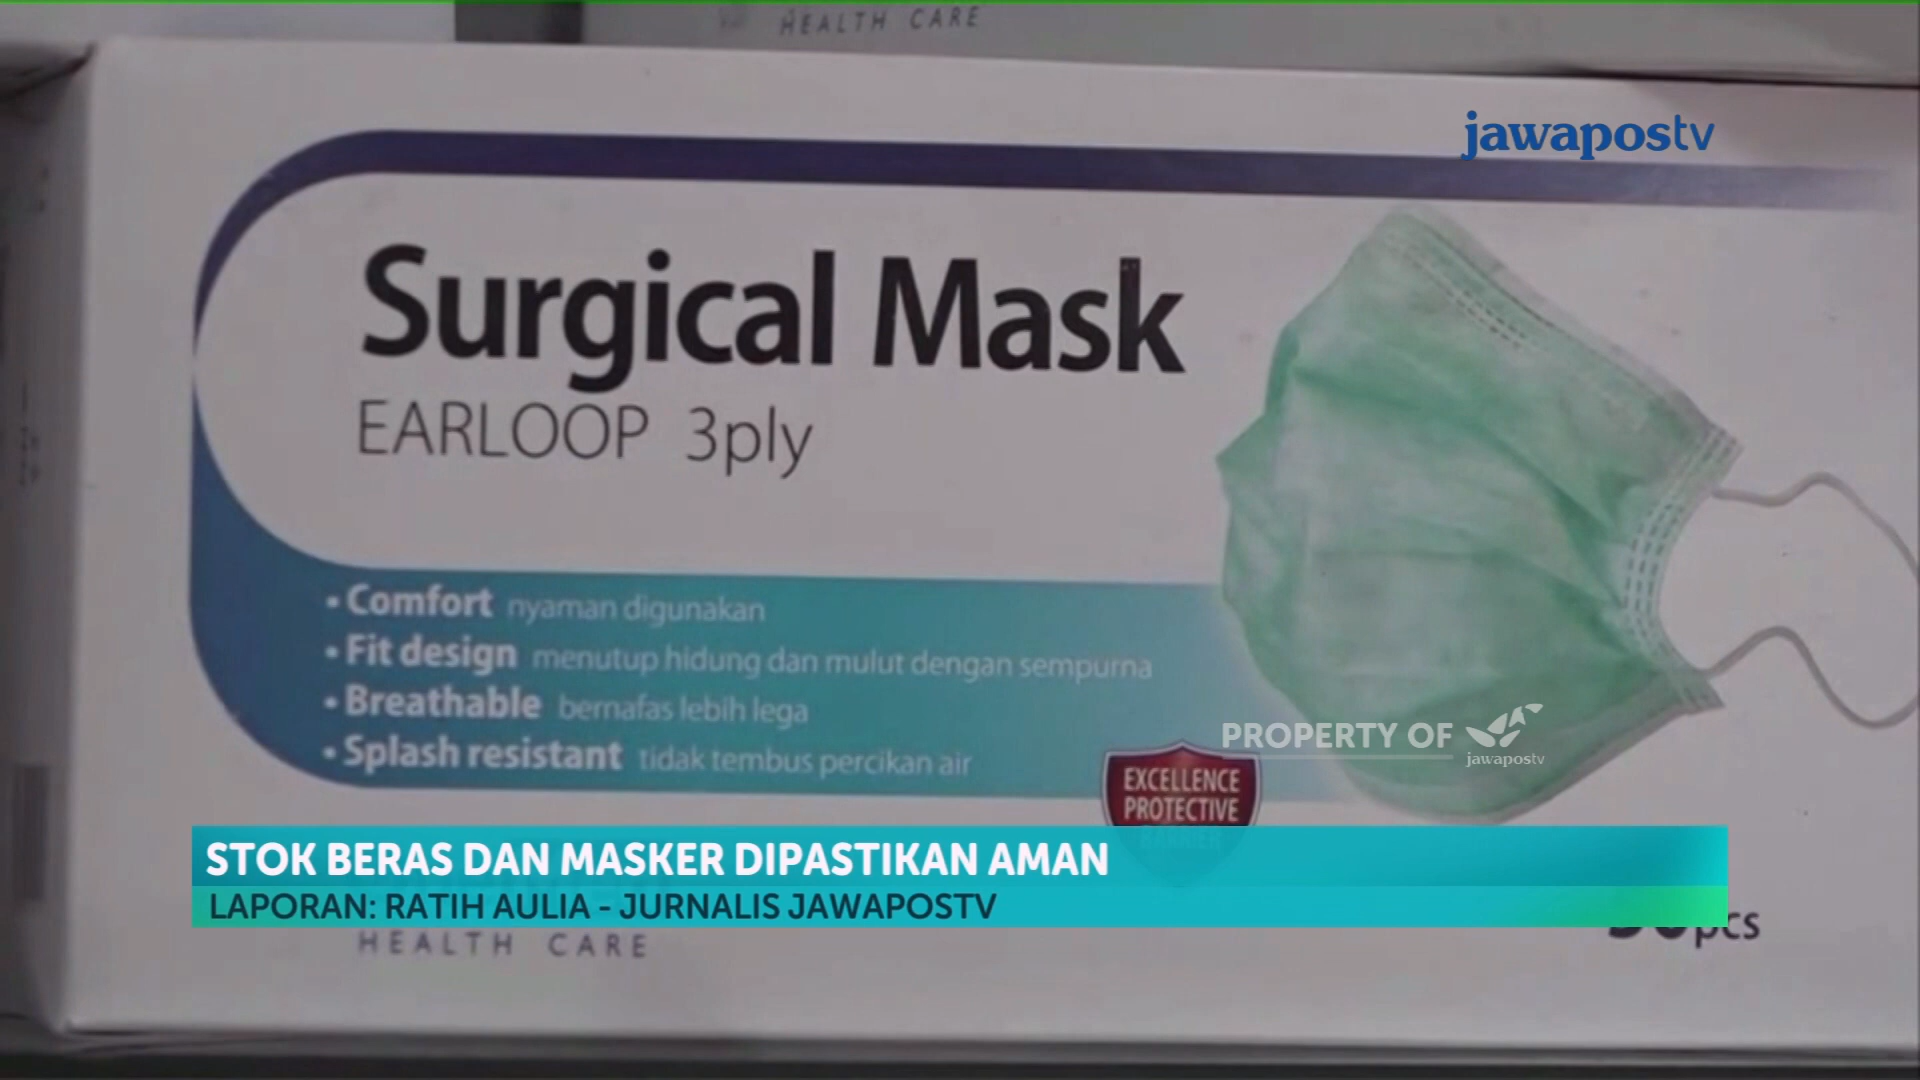 HEALTH CARE
jawapostv
Surgical Mask
EARLOOP 3ply
• Comfort nyaman digunakan
• Fit design menutup hidung dan mulut dengan sempurna
• Breathable bernafas lebih lega
• Splash resistant tidak tembus percikan air
PROPERTY OF
jawapostv
EXCELLENCE
PROTECTIVE
BARRIER
STOK BERAS DAN MASKER DIPASTIKAN AMAN
LAPORAN: RATIH AULIA - JURNALIS JAWAPOSTV
pcs
HEALTH CARE